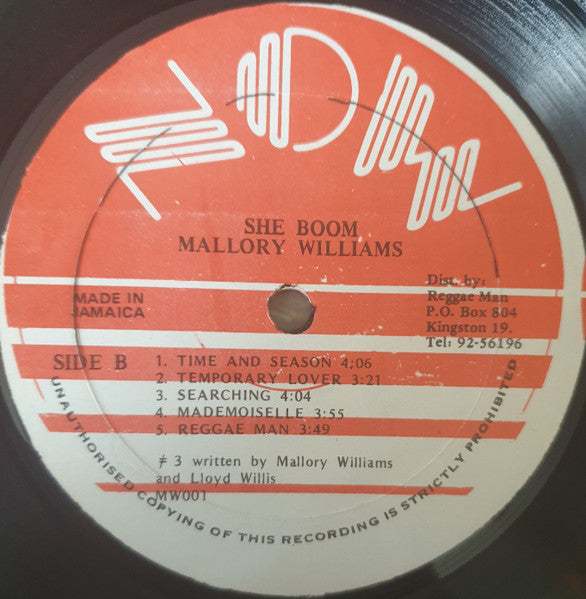 SHE BOOM
MALLORY WILLIAMS
MADE IN
JAMAICA
Dist. by:
Reggae Man
P.O. Box 804
Kingston 19.
Tel: 92-56196
SIDE B
1. TIME AND SEASON 4:06
2. TEMPORARY LOVER 3:21
3. SEARCHING 4:04
4. MADEMOISELLE 3:55
5. REGGAE MAN 3:49
≠ 3 written by Mallory Williams
and Lloyd Willis
MW001
UNAUTHORISED COPYING OF THIS RECORDING IS STRICTLY PROHIBITED